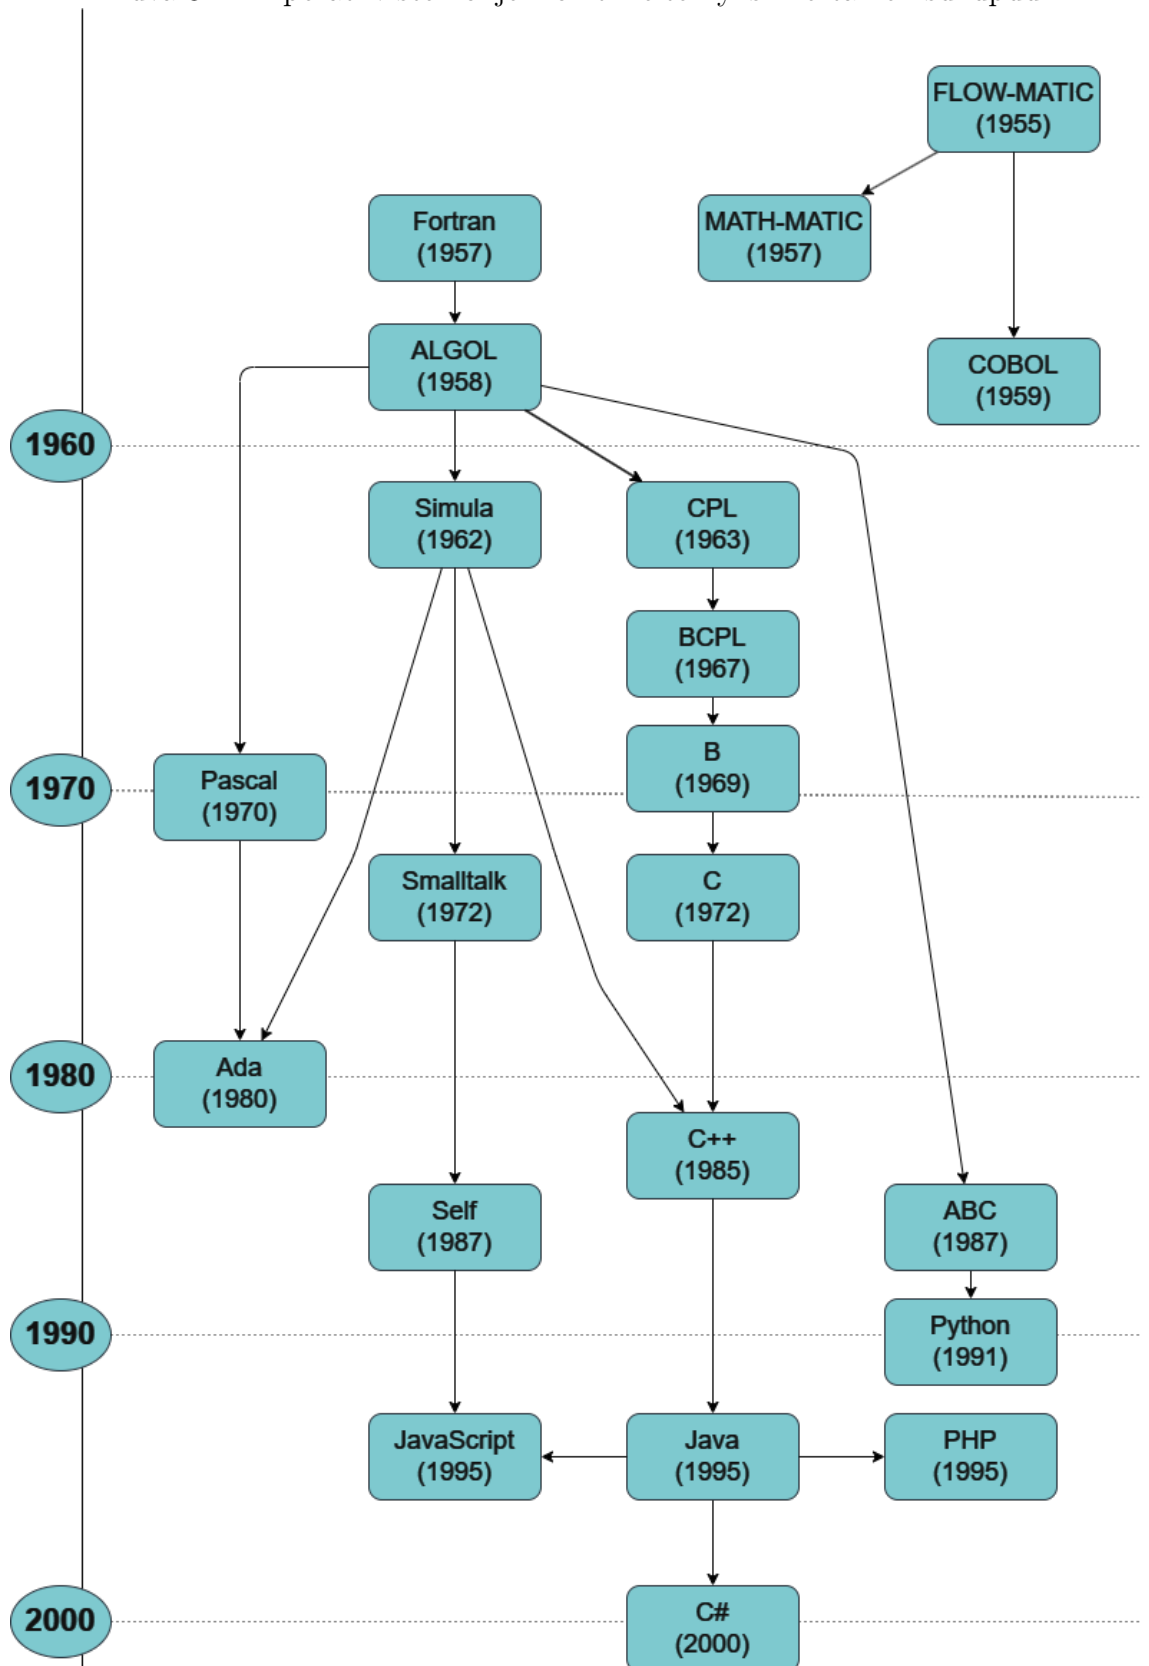 FLOW-MATIC
(1955)
Fortran
(1957)
MATH-MATIC
(1957)
ALGOL
(1958)
COBOL
(1959)
1960
Simula
(1962)
CPL
(1963)
BCPL
(1967)
B
(1969)
1970
Pascal
(1970)
Smalltalk
(1972)
C
(1972)
1980
Ada
(1980)
C++
(1985)
Self
(1987)
ABC
(1987)
1990
Python
(1991)
JavaScript
(1995)
Java
(1995)
PHP
(1995)
2000
C#
(2000)